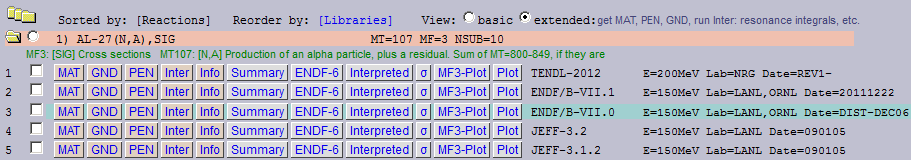 Sorted by: [Reactions] Reorder by: [Libraries] View: basic extended: get MAT, PEN, GND, run Inter: resonance integrals, etc.
1) AL-27(N,A),SIG MT=107 MF=3 NSUB=10
MF3: [SIG] Cross sections MT107: [N,A] Production of an alpha particle, plus a residual. Sum of MT=800-849, if they are
1 MAT GND PEN Inter Info Summary ENDF-6 Interpreted σ MF3-Plot Plot TENDL-2012 E=200MeV Lab=NRG Date=REV1-
2 MAT GND PEN Inter Info Summary ENDF-6 Interpreted σ MF3-Plot Plot ENDF/B-VII.1 E=150MeV Lab=LANL,ORNL Date=20111222
3 MAT GND PEN Inter Info Summary ENDF-6 Interpreted σ MF3-Plot Plot ENDF/B-VII.0 E=150MeV Lab=LANL,ORNL Date=DIST-DEC06
4 MAT GND PEN Inter Info Summary ENDF-6 Interpreted σ MF3-Plot Plot JEFF-3.2 E=150MeV Lab=LANL Date=090105
5 MAT GND PEN Inter Info Summary ENDF-6 Interpreted σ MF3-Plot Plot JEFF-3.1.2 E=150MeV Lab=LANL Date=090105